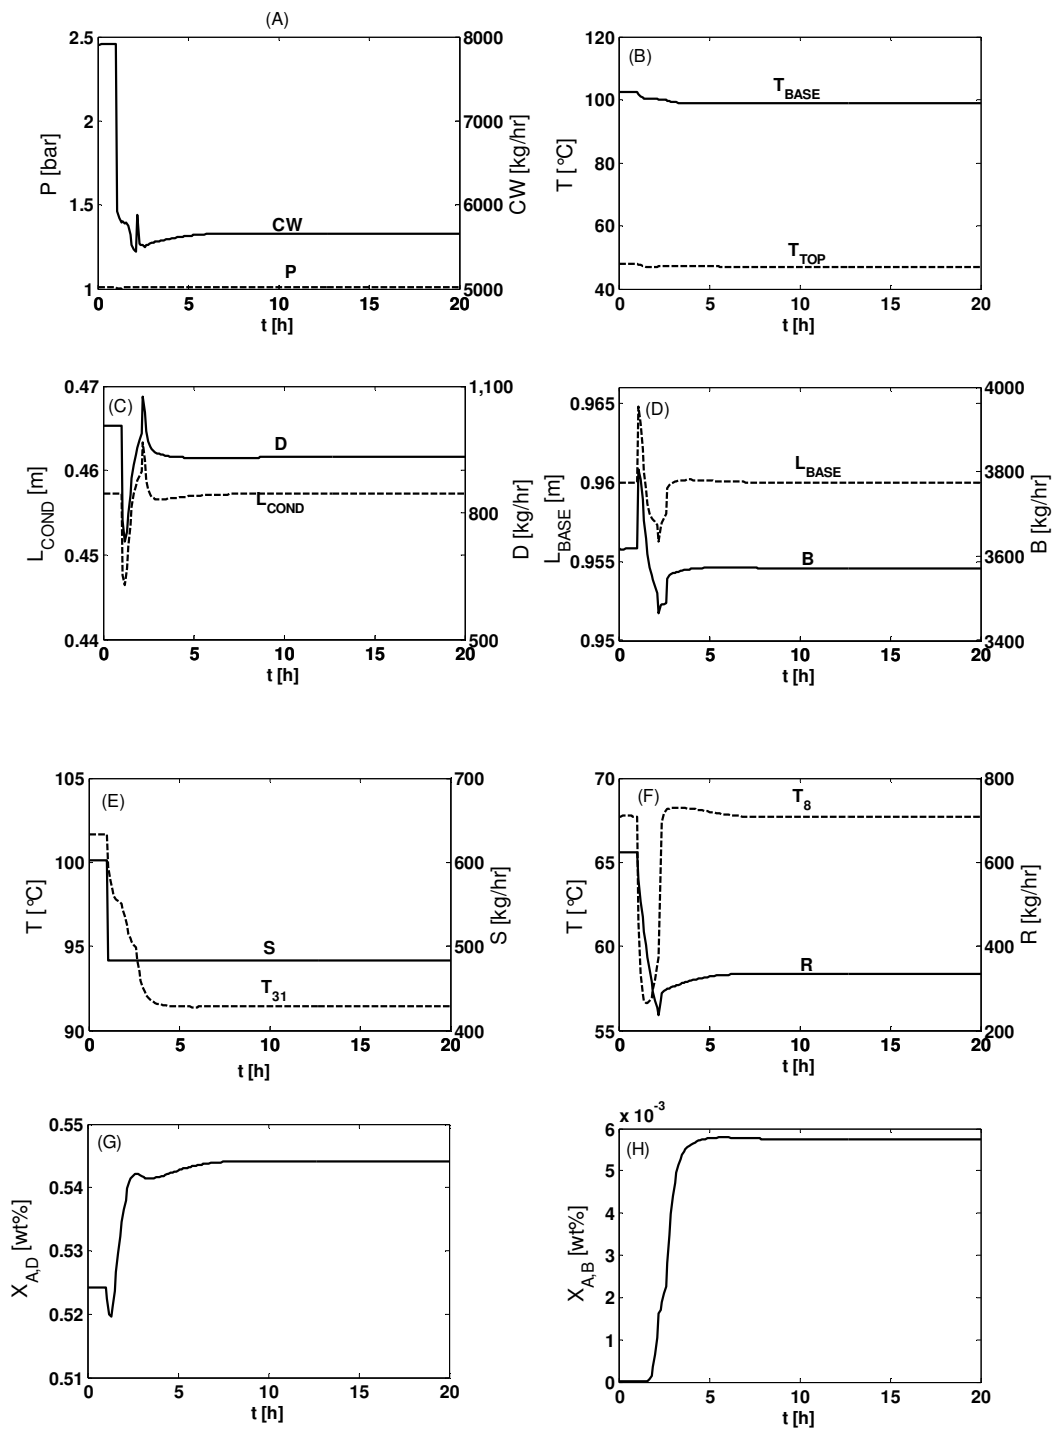 (A)
2.5
2
1.5
1
P [bar]
8000
7000
6000
5000
CW [kg/hr]
CW
P
0 5 10 15 20
t [h]
(B)
120
100
80
60
40
T [°C]
T_BASE
T_TOP
0 5 10 15 20
t [h]
(C)
0.47
0.46
0.45
0.44
L_COND [m]
1,100
800
500
D [kg/hr]
D
L_COND
0 5 10 15 20
t [h]
(D)
0.965
0.96
0.955
0.95
L_BASE [m]
4000
3800
3600
3400
B [kg/hr]
L_BASE
B
0 5 10 15 20
t [h]
(E)
105
100
95
90
T [°C]
700
600
500
400
S [kg/hr]
S
T_31
0 5 10 15 20
t [h]
(F)
70
65
60
55
T [°C]
800
600
400
200
R [kg/hr]
T_8
R
0 5 10 15 20
t [h]
(G)
0.55
0.54
0.53
0.52
0.51
X_A,D [wt%]
0 5 10 15 20
t [h]
x 10^-3
(H)
6
5
4
3
2
1
0
X_A,B [wt%]
0 5 10 15 20
t [h]